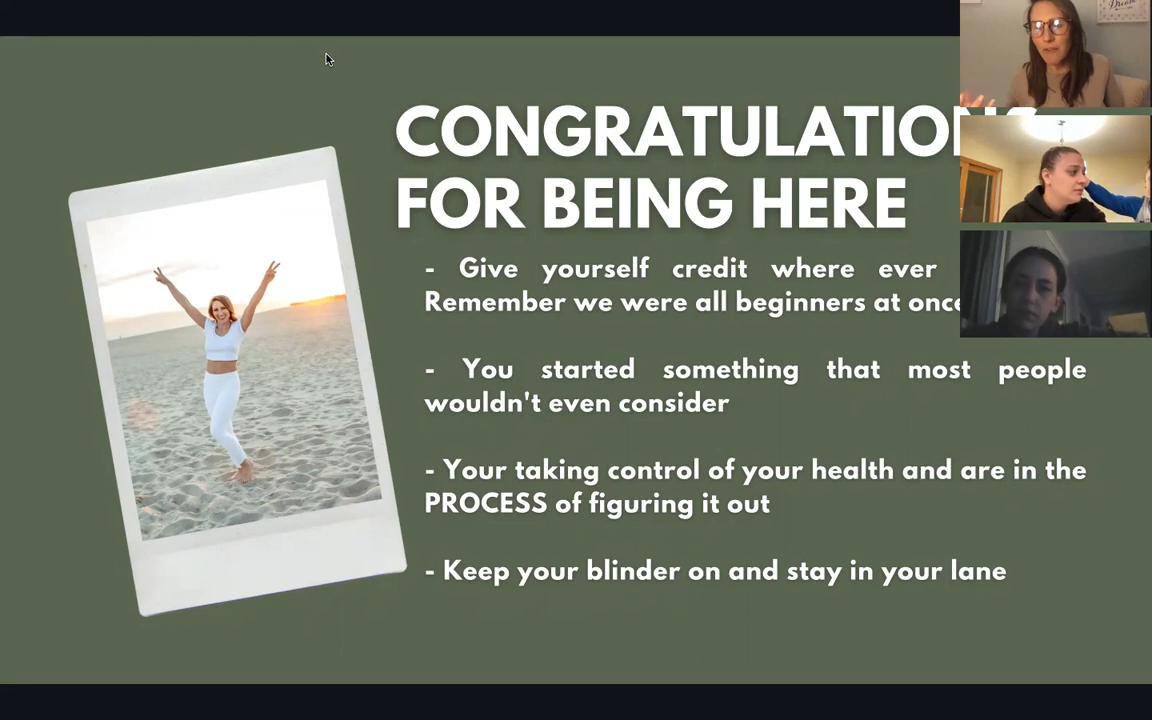 Dream
CONGRATULATIONS
FOR BEING HERE
- Give yourself credit where ever
Remember we were all beginners at once
- You started something that most people
wouldn't even consider
- Your taking control of your health and are in the
PROCESS of figuring it out
- Keep your blinder on and stay in your lane